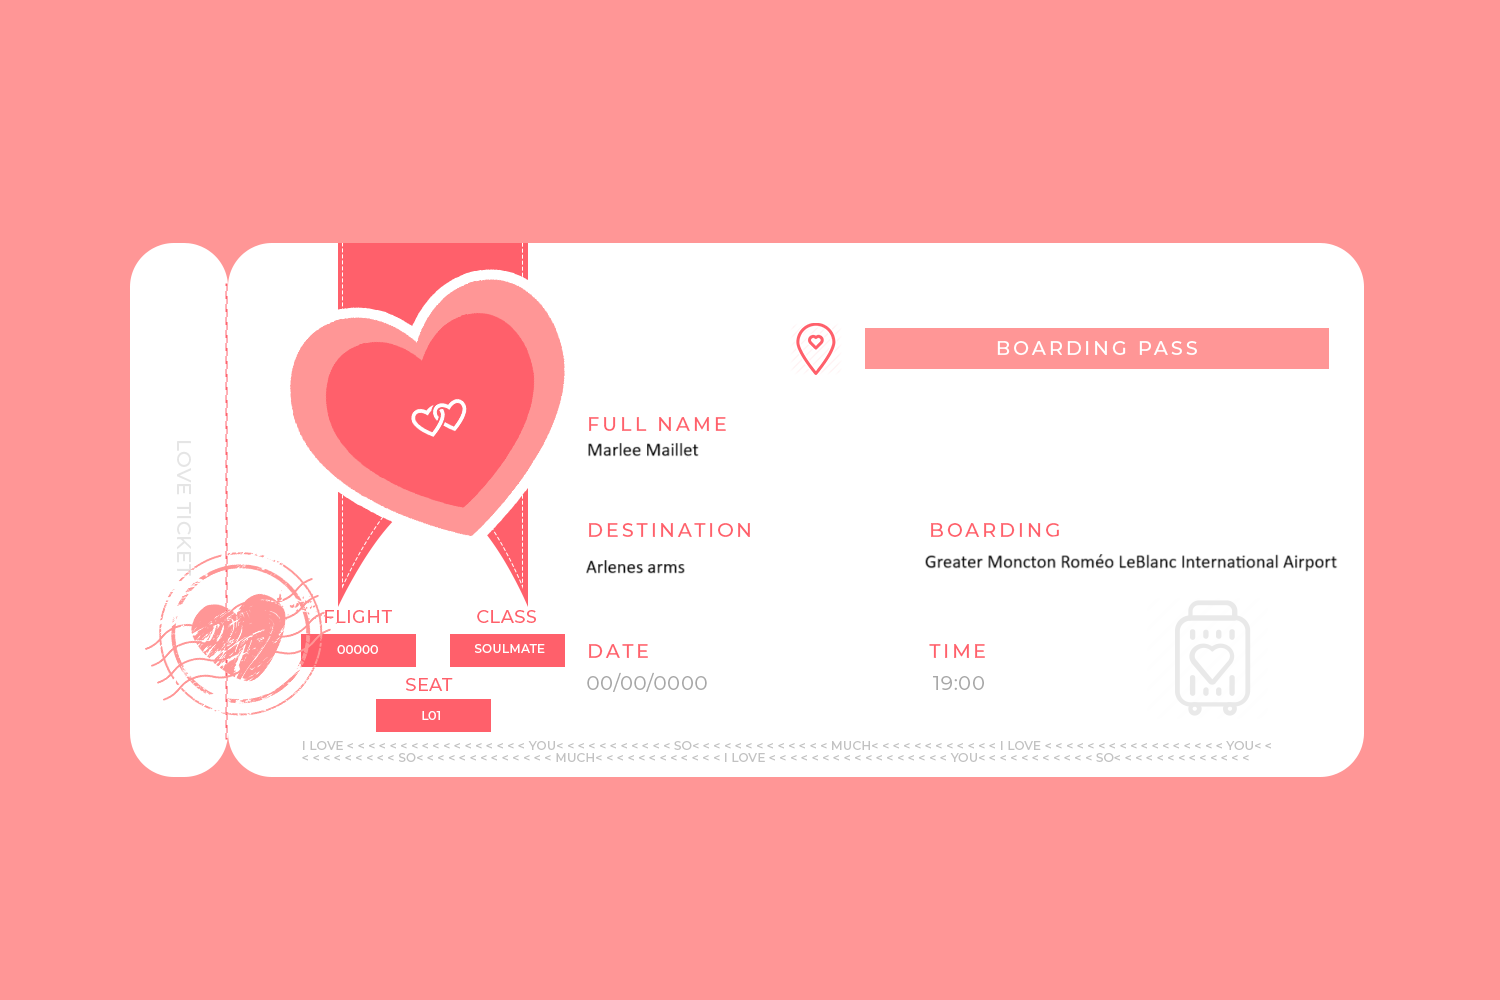 LOVE TICKET
BOARDING PASS
FULL NAME
Marlee Maillet
DESTINATION
Arlenes arms
BOARDING
Greater Moncton Roméo LeBlanc International Airport
FLIGHT
00000
CLASS
SOULMATE
SEAT
L01
DATE
00/00/0000
TIME
19:00
I LOVE < < < < < < < < < < < < < < < < < YOU< < < < < < < < < < < SO< < < < < < < < < < < < < MUCH< < < < < < < < < < < < I LOVE < < < < < < < < < < < < < < < < < YOU< <
< < < < < < < < < SO< < < < < < < < < < < < < MUCH< < < < < < < < < < < < I LOVE < < < < < < < < < < < < < < < < < YOU< < < < < < < < < < < SO< < < < < < < < < < < < <